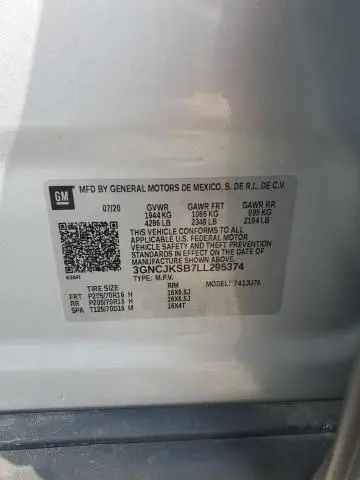 GM
MFD BY GENERAL MOTORS DE MEXICO, S. DE R.L. DE C.V.
07/20 GVWR GAWR FRT GAWR RR
1944 KG 1065 KG 995 KG
4286 LB 2348 LB 2194 LB
THIS VEHICLE CONFORMS TO ALL
APPLICABLE U.S. FEDERAL MOTOR
VEHICLE SAFETY AND THEFT PREVENTION
STANDARDS IN EFFECT ON THE DATE OF
MANUFACTURE SHOWN ABOVE.
3GNCJKSB7LL295374
TYPE: M.P.V. MODEL: 741JU76
TIRE SIZE RIM
FRT P205/70R16 H 16X6.5J
RR P205/70R16 H 16X6.5J
SPA T125/70D16 M 16X4T